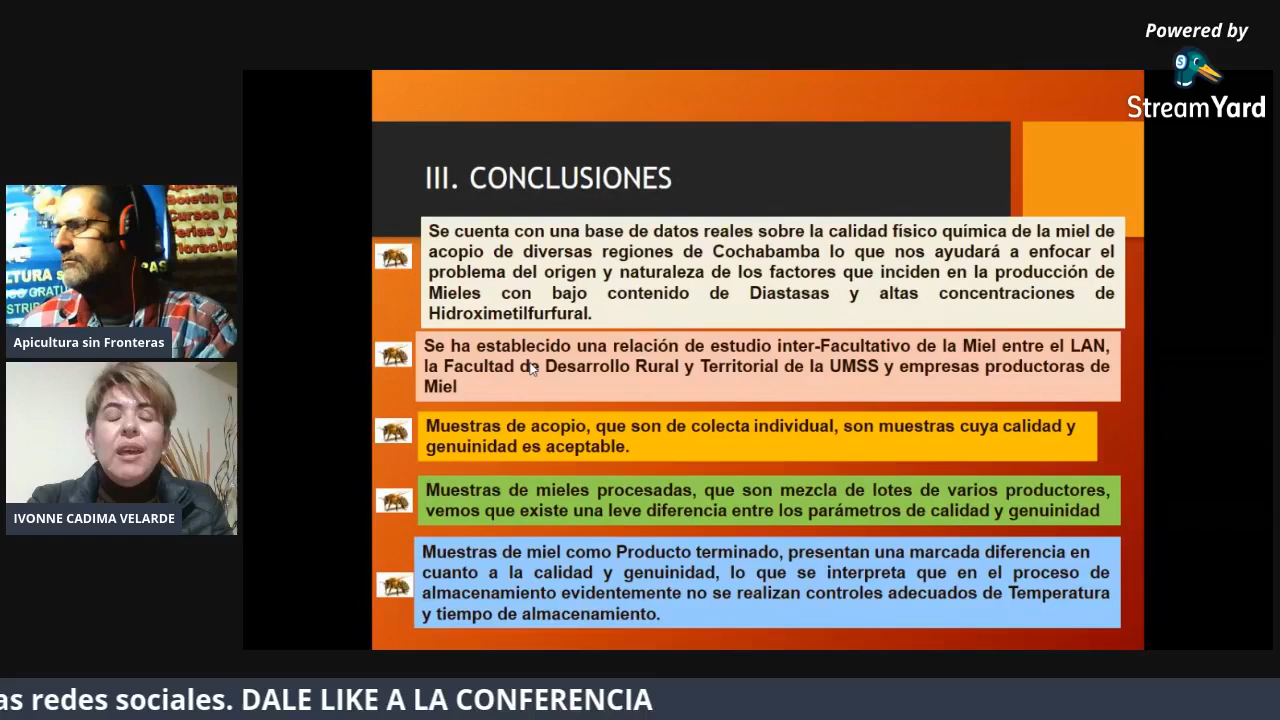 Powered by
StreamYard
III. CONCLUSIONES
Se cuenta con una base de datos reales sobre la calidad físico química de la miel de
acopio de diversas regiones de Cochabamba lo que nos ayudará a enfocar el
problema del origen y naturaleza de los factores que inciden en la producción de
Mieles con bajo contenido de Diastasas y altas concentraciones de
Hidroximetilfurfural.
Se ha establecido una relación de estudio inter-Facultativo de la Miel entre el LAN,
la Facultad de Desarrollo Rural y Territorial de la UMSS y empresas productoras de
Miel
Muestras de acopio, que son de colecta individual, son muestras cuya calidad y
genuinidad es aceptable.
Muestras de mieles procesadas, que son mezcla de lotes de varios productores,
vemos que existe una leve diferencia entre los parámetros de calidad y genuinidad
Muestras de miel como Producto terminado, presentan una marcada diferencia en
cuanto a la calidad y genuinidad, lo que se interpreta que en el proceso de
almacenamiento evidentemente no se realizan controles adecuados de Temperatura
y tiempo de almacenamiento.
Boletín
Cursos
Apicultura sin Fronteras
IVONNE CADIMA VELARDE
as redes sociales. DALE LIKE A LA CONFERENCIA